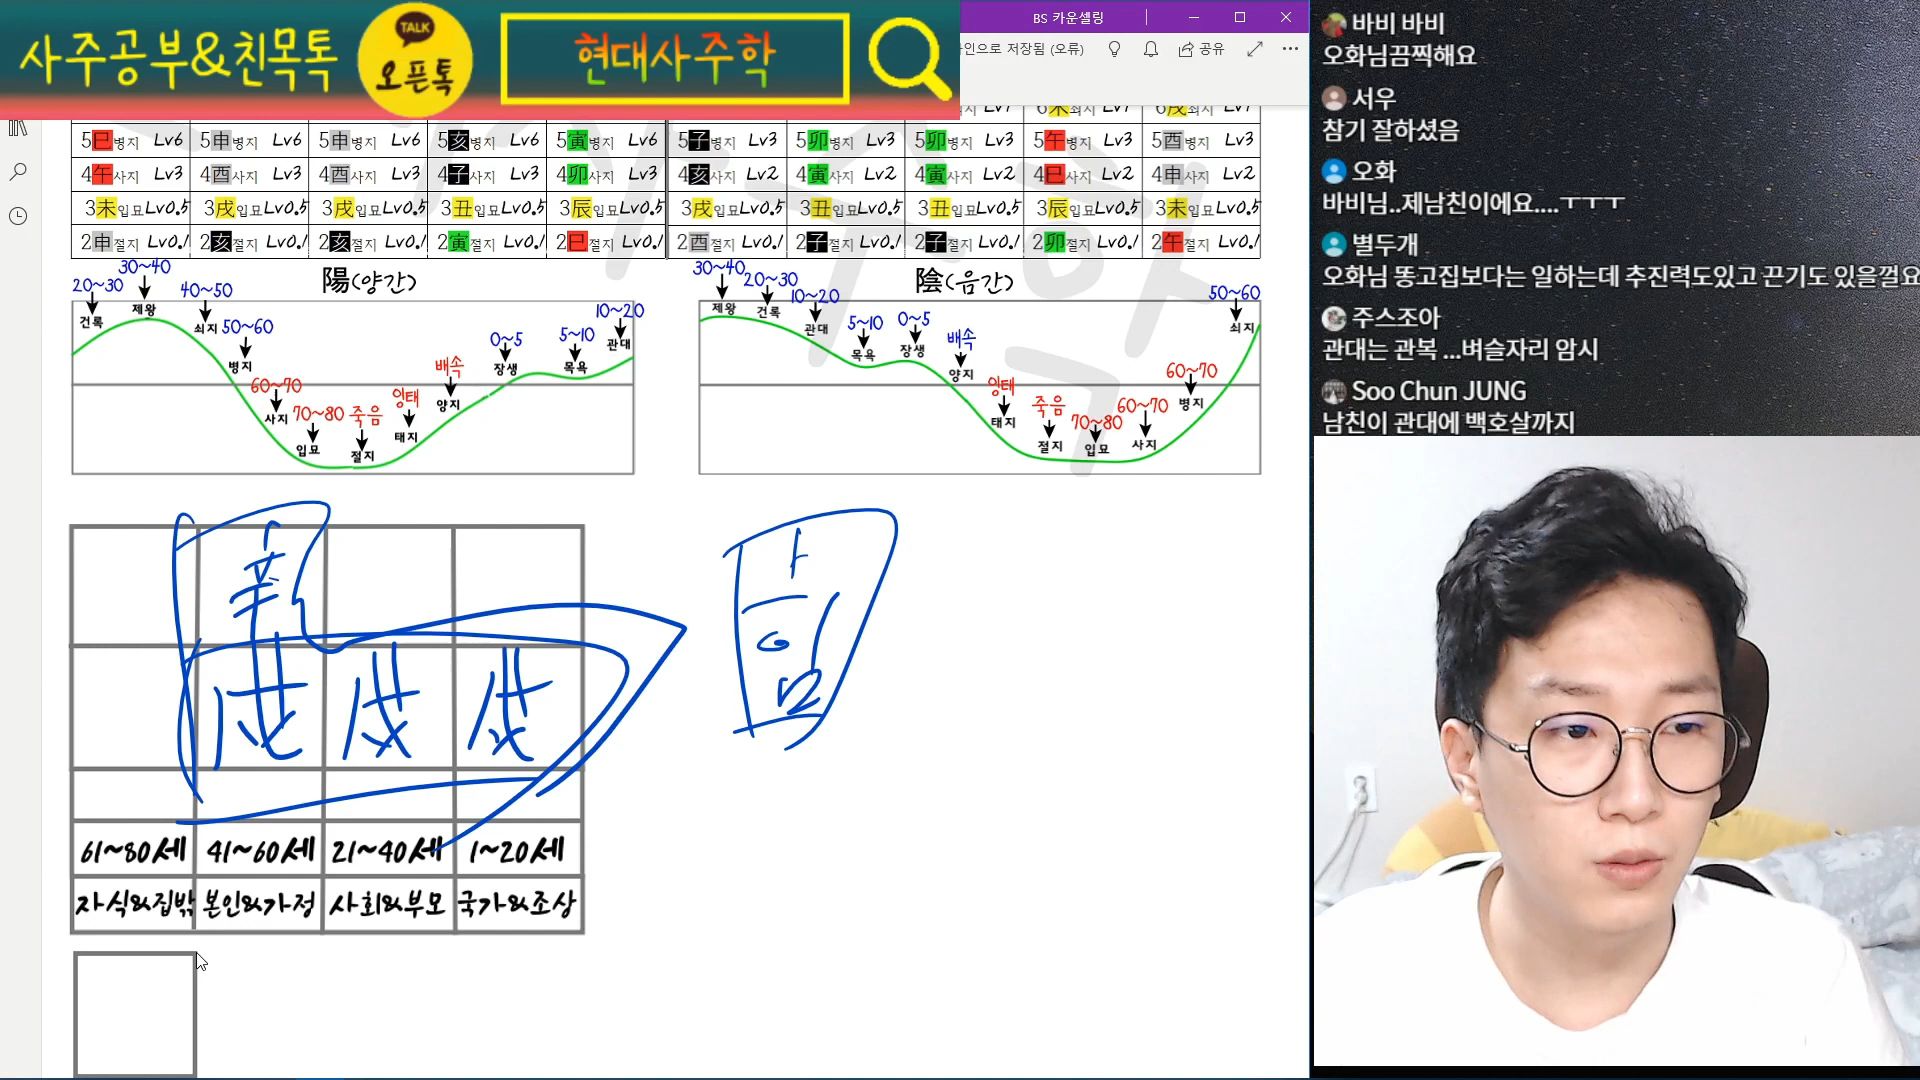 사주공부&친목톡
TALK
오픈톡
현대사주학
BS 카운슬링
인으로 저장됨 (오류)
공유
5巳병지 Lv6 5申병지 Lv6 5申병지 Lv6 5亥병지 Lv6 5寅병지 Lv6 5子병지 Lv3 5卯병지 Lv3 5卯병지 Lv3 5午병지 Lv3 5酉병지 Lv3
4午사지 Lv3 4酉사지 Lv3 4酉사지 Lv3 4子사지 Lv3 4卯사지 Lv3 4亥사지 Lv2 4寅사지 Lv2 4寅사지 Lv2 4巳사지 Lv2 4申사지 Lv2
3未입묘Lv0.5 3戌입묘Lv0.5 3戌입묘Lv0.5 3丑입묘Lv0.5 3辰입묘Lv0.5 3戌입묘Lv0.5 3丑입묘Lv0.5 3丑입묘Lv0.5 3辰입묘Lv0.5 3未입묘Lv0.5
2申절지 Lv0.1 2亥절지 Lv0.1 2亥절지 Lv0.1 2寅절지 Lv0.1 2巳절지 Lv0.1 2酉절지 Lv0.1 2子절지 Lv0.1 2子절지 Lv0.1 2卯절지 Lv0.1 2午절지 Lv0.1
陽(양간)
20~30
건록
30~40
제왕
40~50
쇠지
50~60
병지
60~70
사지
70~80
입묘
죽음
절지
잉태
태지
배속
양지
0~5
장생
5~10
목욕
10~20
관대
陰(음간)
30~40
제왕
20~30
건록
10~20
관대
5~10
목욕
0~5
장생
배속
양지
잉태
태지
죽음
절지
70~80
입묘
60~70
사지
60~70
병지
50~60
쇠지
61~80세 41~60세 21~40세 1~20세
자식&집밖 본인&가정 사회&부모 국가&조상
바비 바비
오화님끔찍해요
서우
참기 잘하셨음
오화
바비님..제남친이에요....ㅜㅜㅜ
별두개
오화님 똥고집보다는 일하는데 추진력도있고 끈기도 있을껄요
주스조아
관대는 관복 ...벼슬자리 암시
Soo Chun JUNG
남친이 관대에 백호살까지